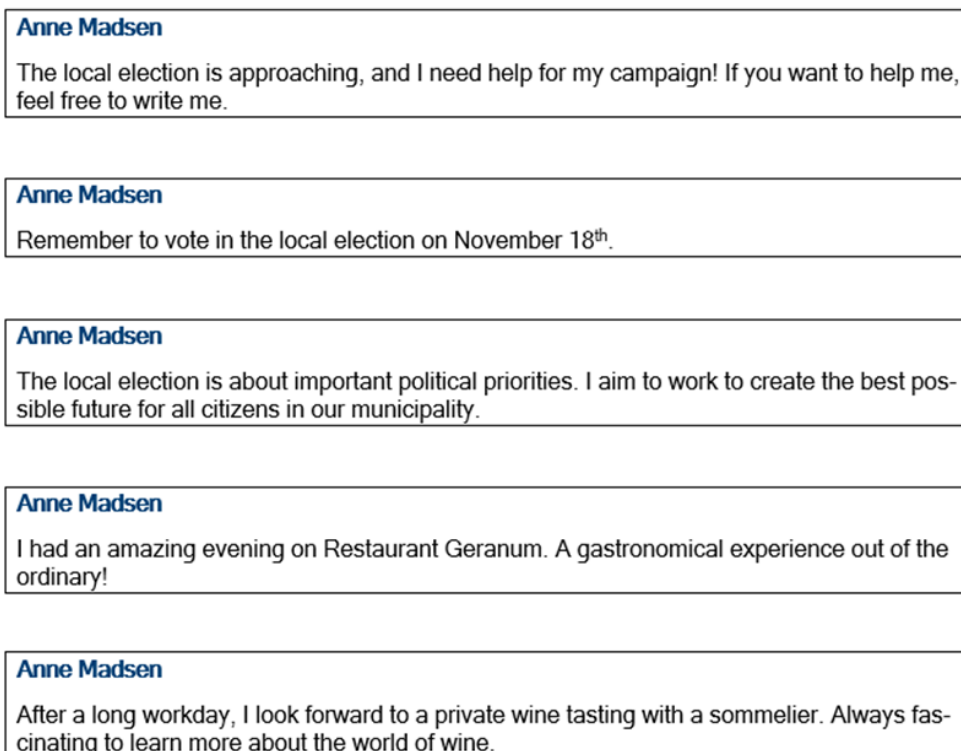 Anne Madsen
The local election is approaching, and I need help for my campaign! If you want to help me,
feel free to write me.
Anne Madsen
Remember to vote in the local election on November 18th.
Anne Madsen
The local election is about important political priorities. I aim to work to create the best pos-
sible future for all citizens in our municipality.
Anne Madsen
I had an amazing evening on Restaurant Geranum. A gastronomical experience out of the
ordinary!
Anne Madsen
After a long workday, I look forward to a private wine tasting with a sommelier. Always fas-
cinating to learn more about the world of wine.